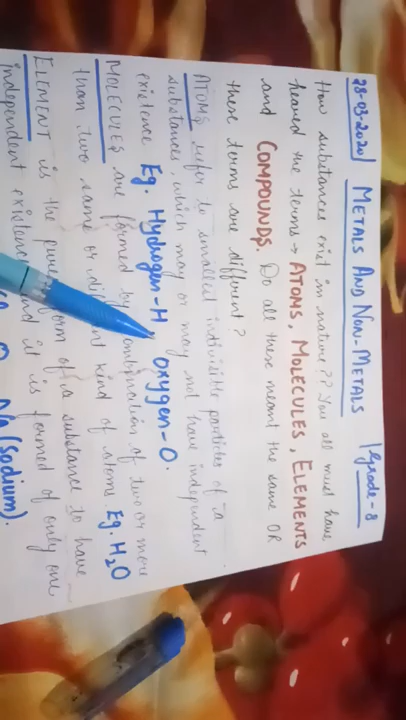 28-03-2020 METALS AND NON-METALS Grade-8
How substances exist in nature?? You all must have
heared the terms → ATOMS, MOLECULES, ELEMENTS
and COMPOUNDS. Do all these meant the same OR
these terms are different?
ATOMS refer to smallest indivisible particles of a
substances, which may or may not have independent
existence Eg. Hydrogen-H Oxygen-O.
MOLECULES are formed by combination of two or more
than two same or different kind of atoms Eg. H₂O
ELEMENT is the purest form of a substance to have
independent existence and it is formed of only one
Na (Sodium).